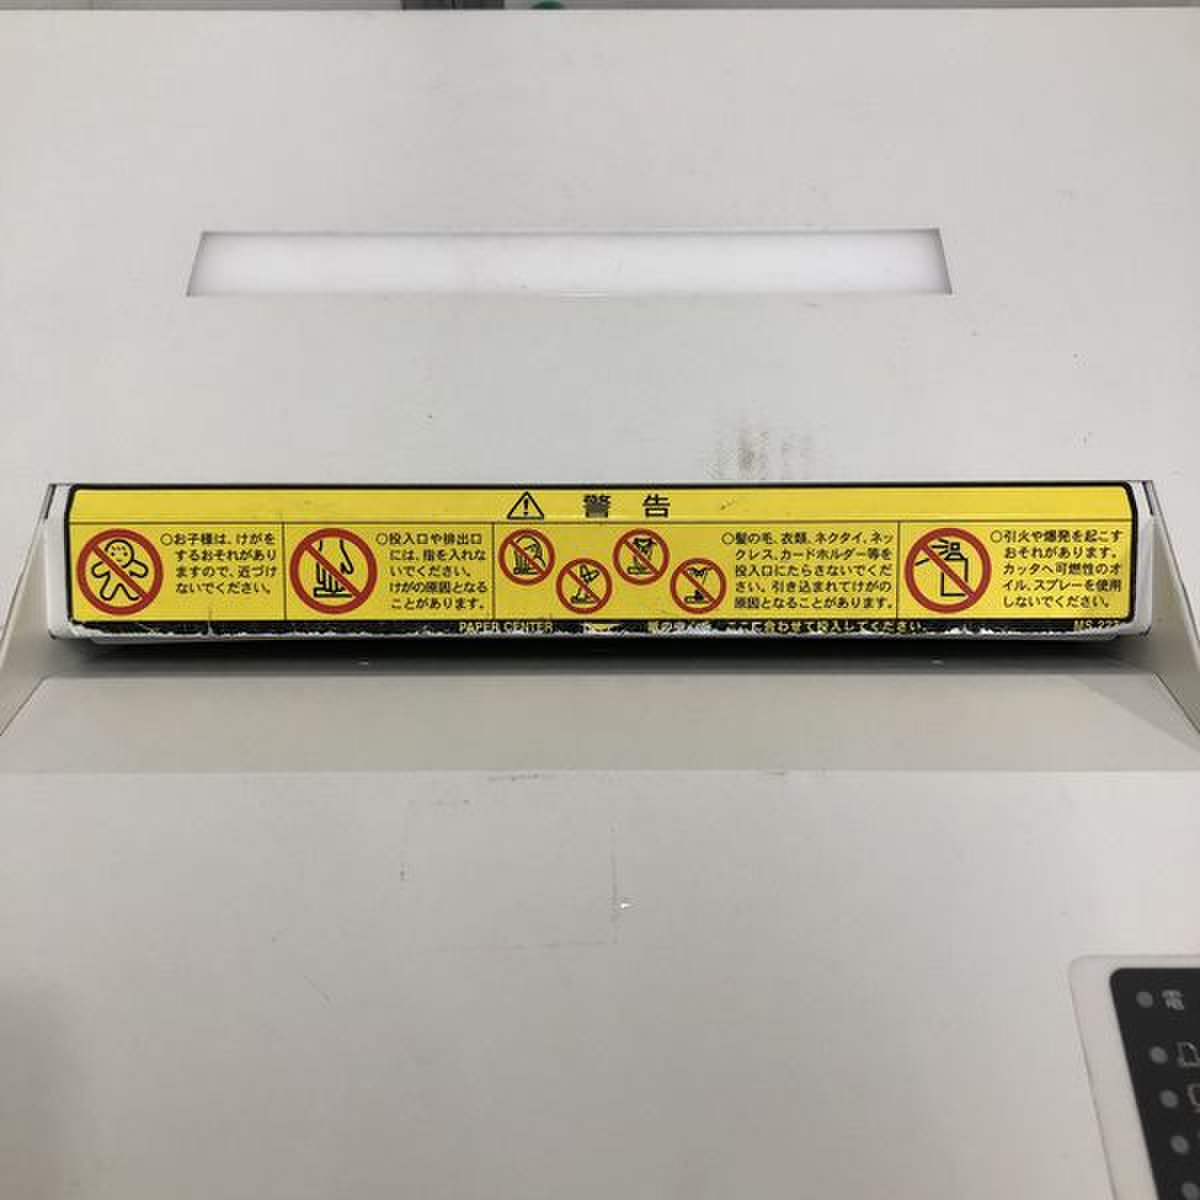 警 告
○お子様は、けがを
するおそれがあり
ますので、近づけ
ないでください。
○投入口や排出口
には、指を入れな
いでください。
けがの原因となる
ことがあります。
○髪の毛、衣類、ネクタイ、ネッ
クレス、カードホルダー等を
投入口にたらさないでくだ
さい。引き込まれてけがの
原因となることがあります。
○引火や爆発を起こす
おそれがあります。
カッタへ可燃性のオ
イル、スプレーを使用
しないでください。
PAPER CENTER ここに合わせて投入してください。 MS 223
電